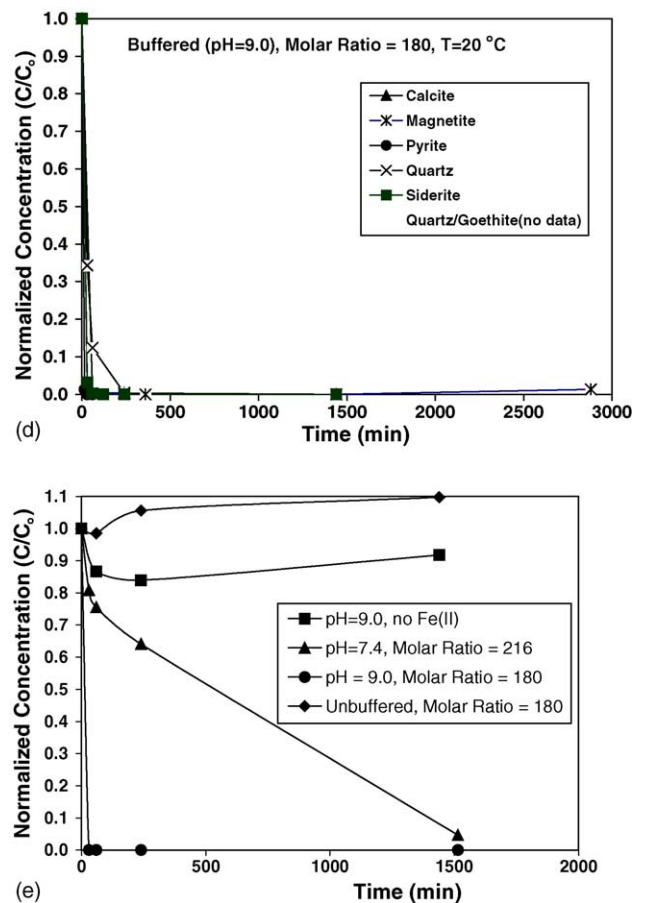 Buffered (pH=9.0), Molar Ratio = 180, T=20 °C
Normalized Concentration (C/Cₒ)
1.0
0.9
0.8
0.7
0.6
0.5
0.4
0.3
0.2
0.1
0.0
Calcite
Magnetite
Pyrite
Quartz
Siderite
Quartz/Goethite(no data)
0 500 1000 1500 2000 2500 3000
Time (min)
(d)
Normalized Concentration (C/Cₒ)
1.1
1.0
0.9
0.8
0.7
0.6
0.5
0.4
0.3
0.2
0.1
0.0
pH=9.0, no Fe(II)
pH=7.4, Molar Ratio = 216
pH = 9.0, Molar Ratio = 180
Unbuffered, Molar Ratio = 180
0 500 1000 1500 2000
Time (min)
(e)